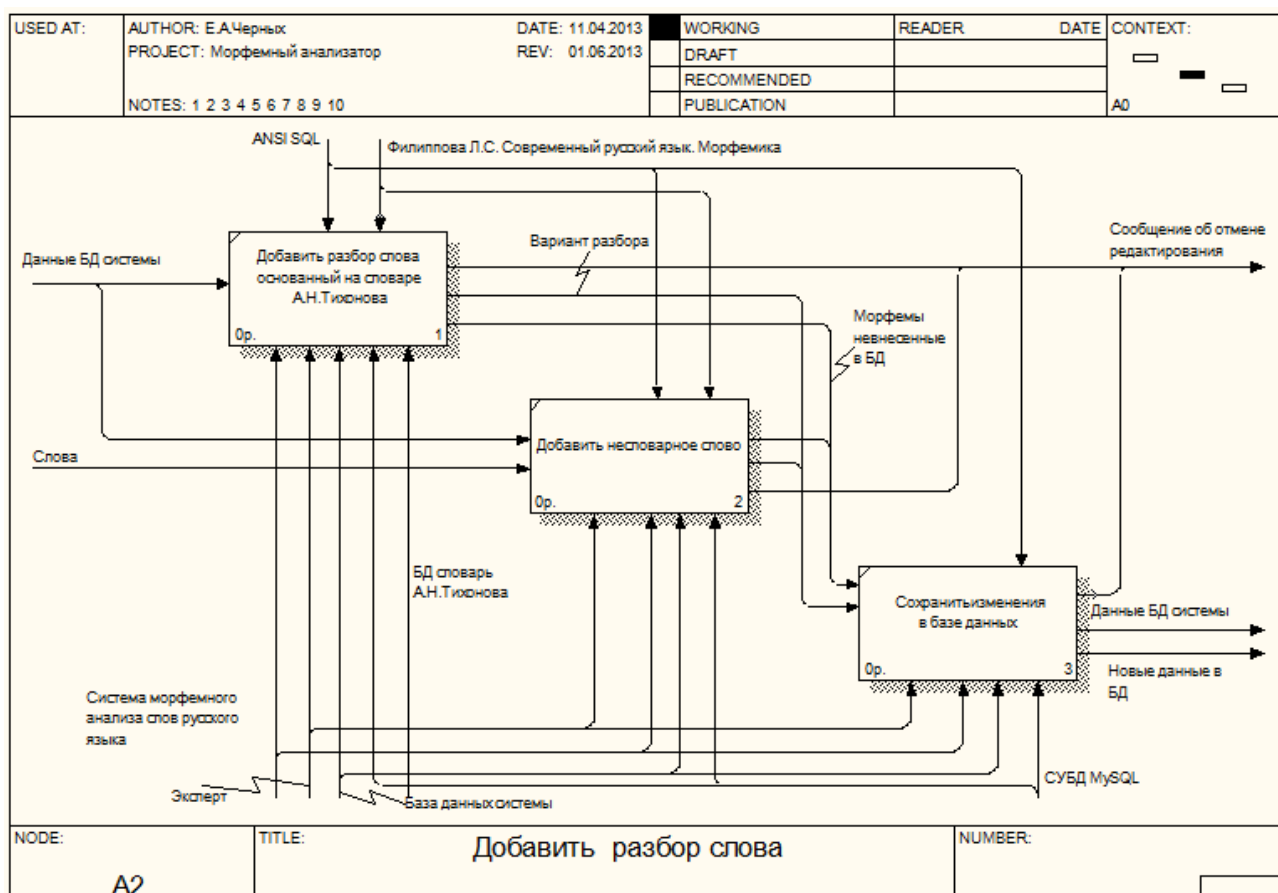 USED AT:
AUTHOR: Е.А.Черных
DATE: 11.04.2013
PROJECT: Морфемный анализатор
REV: 01.06.2013
NOTES: 1 2 3 4 5 6 7 8 9 10
WORKING
DRAFT
RECOMMENDED
PUBLICATION
READER
DATE
CONTEXT:
A0
ANSI SQL
Филиппова Л.С. Современный русский язык. Морфемика
Данные БД системы
Добавить разбор слова
основанный на словаре
А.Н.Тихонова
0р.
1
Вариант разбора
Сообщение об отмене
редактирования
Морфемы
невнесенные
в БД
Слова
Добавить несловарное слово
0р.
2
БД словарь
А.Н.Тихонова
Сохранитьизменения
в базе данных
0р.
3
Данные БД системы
Новые данные в
БД
Система морфемного
анализа слов русского
языка
Эксперт
База данных системы
СУБД MySQL
NODE:
A2
TITLE:
Добавить разбор слова
NUMBER: